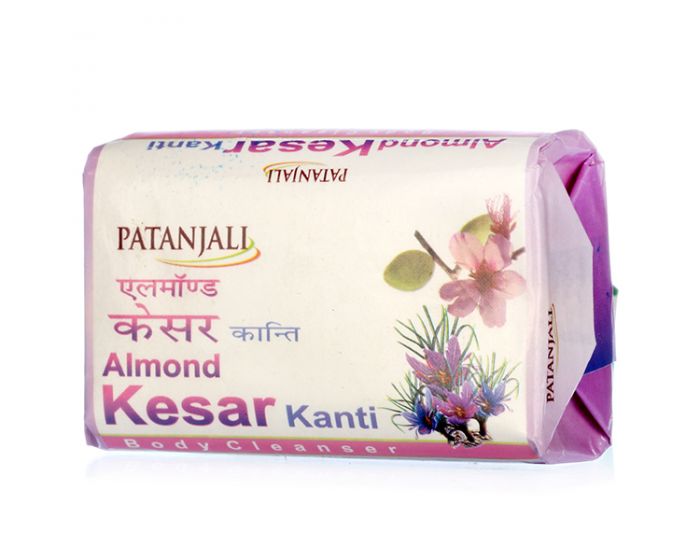 Almond Kesar Kanti
PATANJALI
PATANJALI
एलमॉण्ड
केसर कान्ति
Almond
Kesar Kanti
Body Cleanser
PATANJALI